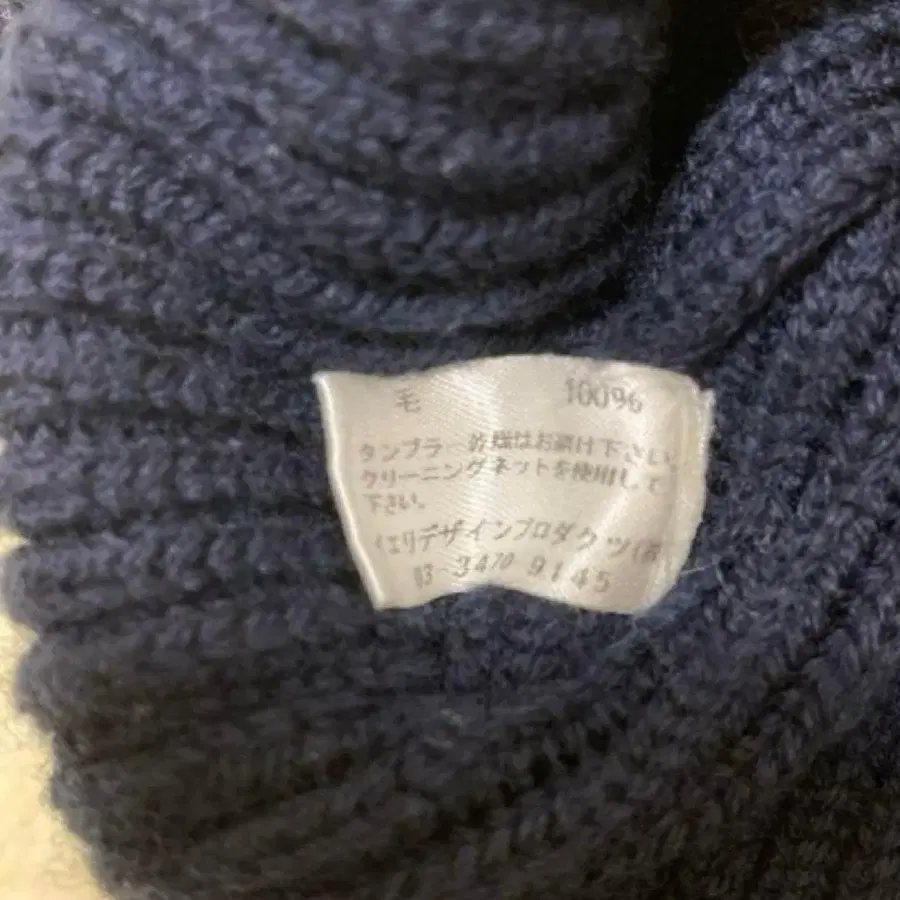 毛 100%
タンブラー乾燥はお避け下さい。
クリーニングネットを使用して
下さい。
イエリデザインプロダクツ(
03-3470 9145